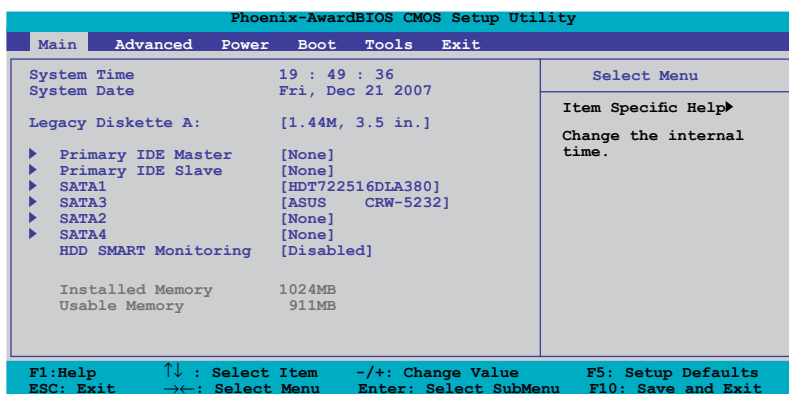 Phoenix-AwardBIOS CMOS Setup Utility
Main Advanced Power Boot Tools Exit
System Time 19 : 49 : 36
System Date Fri, Dec 21 2007
Legacy Diskette A: [1.44M, 3.5 in.]
Primary IDE Master [None]
Primary IDE Slave [None]
SATA1 [HDT722516DLA380]
SATA3 [ASUS CRW-5232]
SATA2 [None]
SATA4 [None]
HDD SMART Monitoring [Disabled]
Installed Memory 1024MB
Usable Memory 911MB
Select Menu
Item Specific Help
Change the internal
time.
F1:Help ↑↓ : Select Item -/+: Change Value F5: Setup Defaults
ESC: Exit →←: Select Menu Enter: Select SubMenu F10: Save and Exit